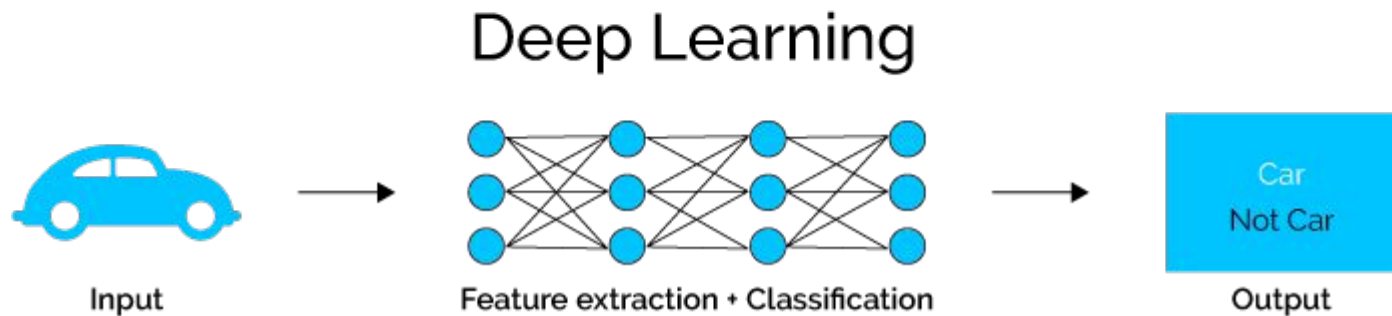 Deep Learning
Car
Not Car
Input
Feature extraction + Classification
Output